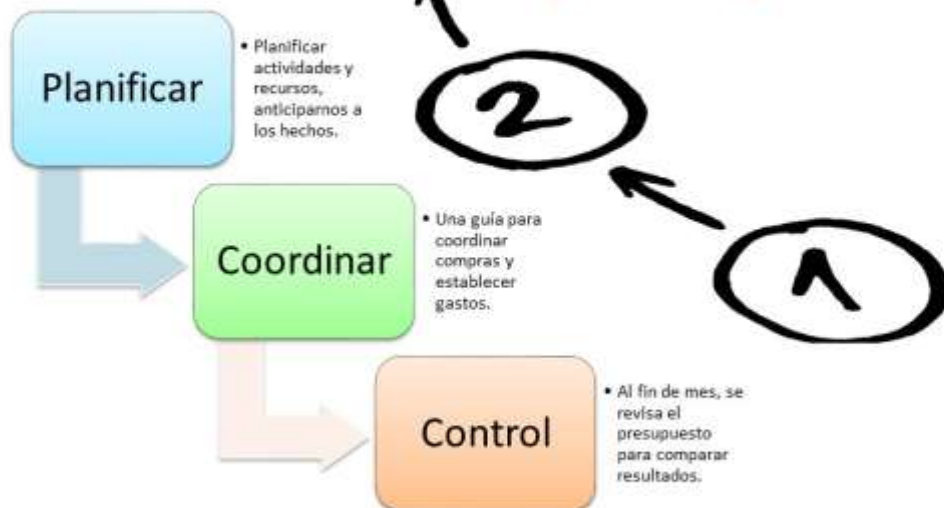 Planificar
• Planificar
actividades y
recursos,
anticiparnos a
los hechos.
2
Coordinar
• Una guía para
coordinar
compras y
establecer
gastos.
1
Control
• Al fin de mes, se
revisa el
presupuesto
para comparar
resultados.